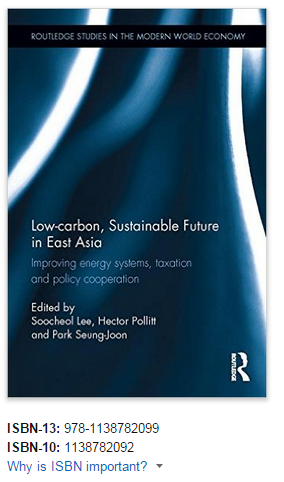 ROUTLEDGE STUDIES IN THE MODERN WORLD ECONOMY
Low-carbon, Sustainable Future
in East Asia
Improving energy systems, taxation
and policy cooperation
Edited by
Soocheol Lee, Hector Pollitt
and Park Seung-Joon
ROUTLEDGE
ISBN-13: 978-1138782099
ISBN-10: 1138782092
Why is ISBN important?